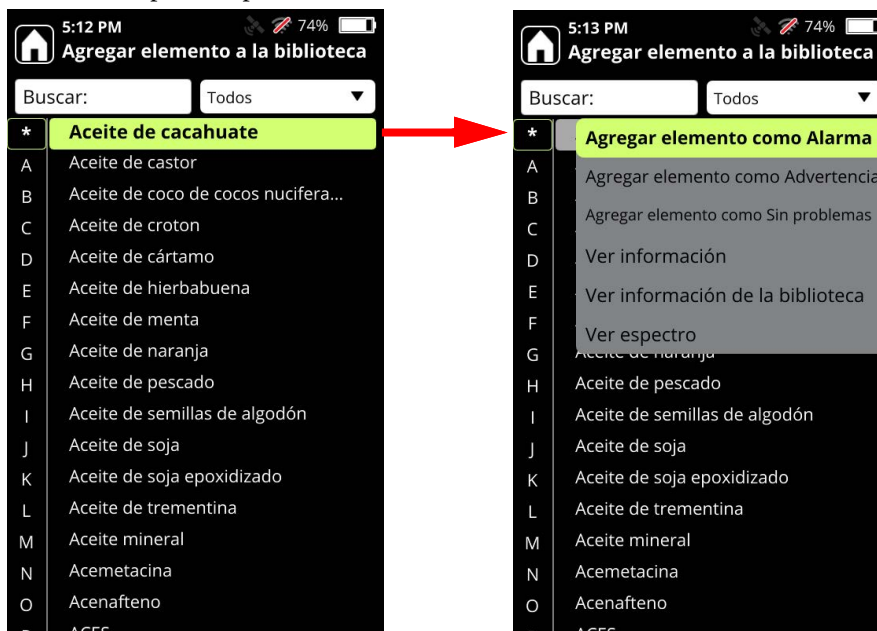 5:12 PM 74%
Agregar elemento a la biblioteca
Buscar: Todos
* Aceite de cacahuate
A Aceite de castor
B Aceite de coco de cocos nucifera...
C Aceite de croton
D Aceite de cártamo
E Aceite de hierbabuena
F Aceite de menta
G Aceite de naranja
H Aceite de pescado
I Aceite de semillas de algodón
J Aceite de soja
K Aceite de soja epoxidizado
L Aceite de trementina
M Aceite mineral
N Acemetacina
O Acenafteno
5:13 PM 74%
Agregar elemento a la biblioteca
Buscar: Todos
*
Agregar elemento como Alarma
A
Agregar elemento como Advertencia
B
Agregar elemento como Sin problemas
C
D Ver información
E Ver información de la biblioteca
F
Ver espectro
G Aceite de naranja
H Aceite de pescado
I Aceite de semillas de algodón
J Aceite de soja
K Aceite de soja epoxidizado
L Aceite de trementina
M Aceite mineral
N Acemetacina
O Acenafteno